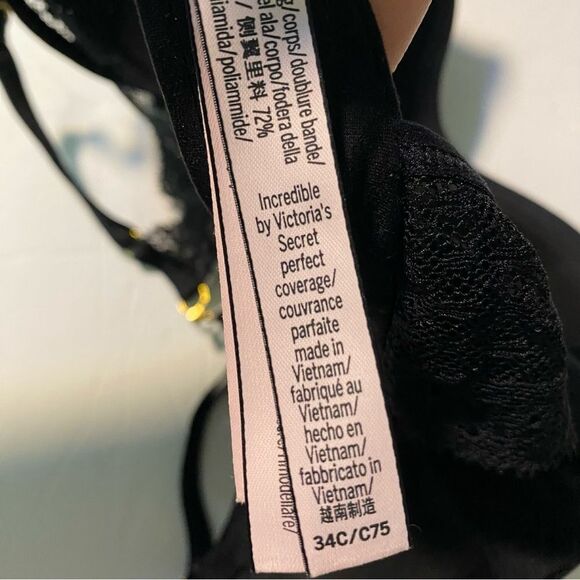 corps/doublure bande/
ala/corpo/fodera della
侧翼里料 72%
poliamida/poliammide/
Incredible
by Victoria's
Secret
perfect
coverage/
couvrance
parfaite
made in
Vietnam/
fabriqué au
Vietnam/
hecho en
Vietnam/
fabbricato in
Vietnam/
越南制造
34C/C75